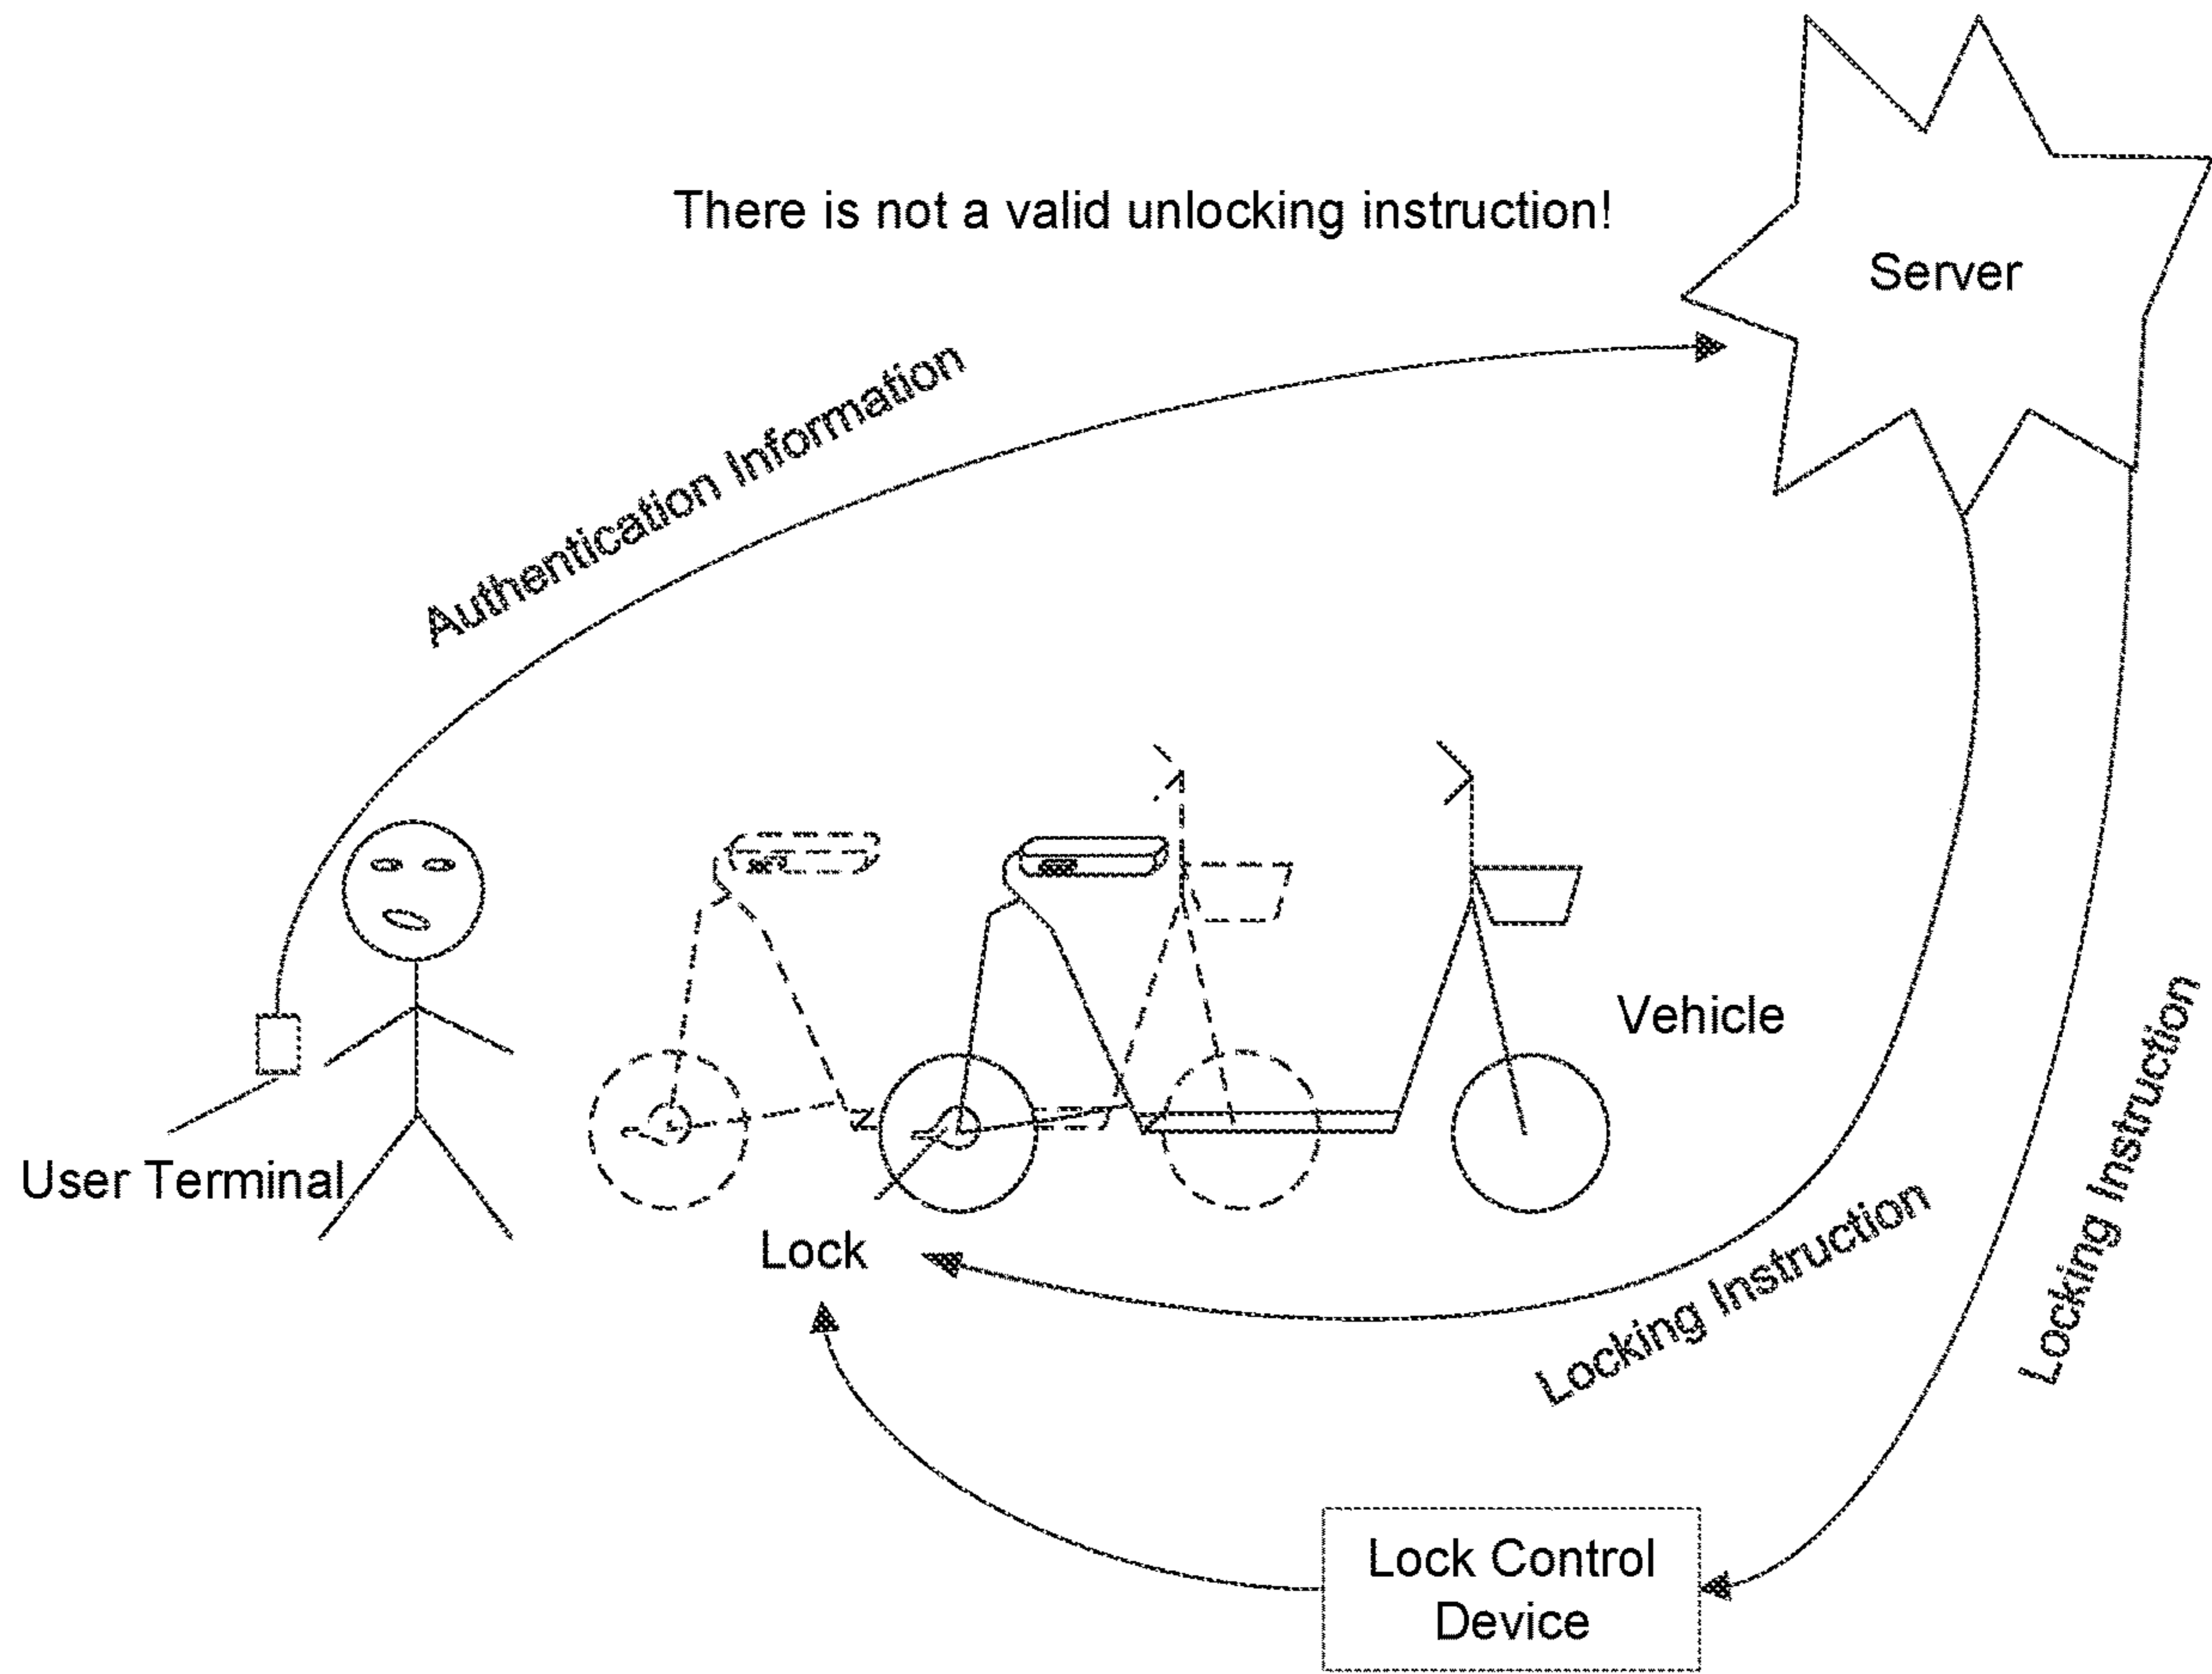 There is not a valid unlocking instruction!
Server
Authentication Information
Vehicle
User Terminal
Lock
Locking Instruction
Locking Instruction
Lock Control
Device